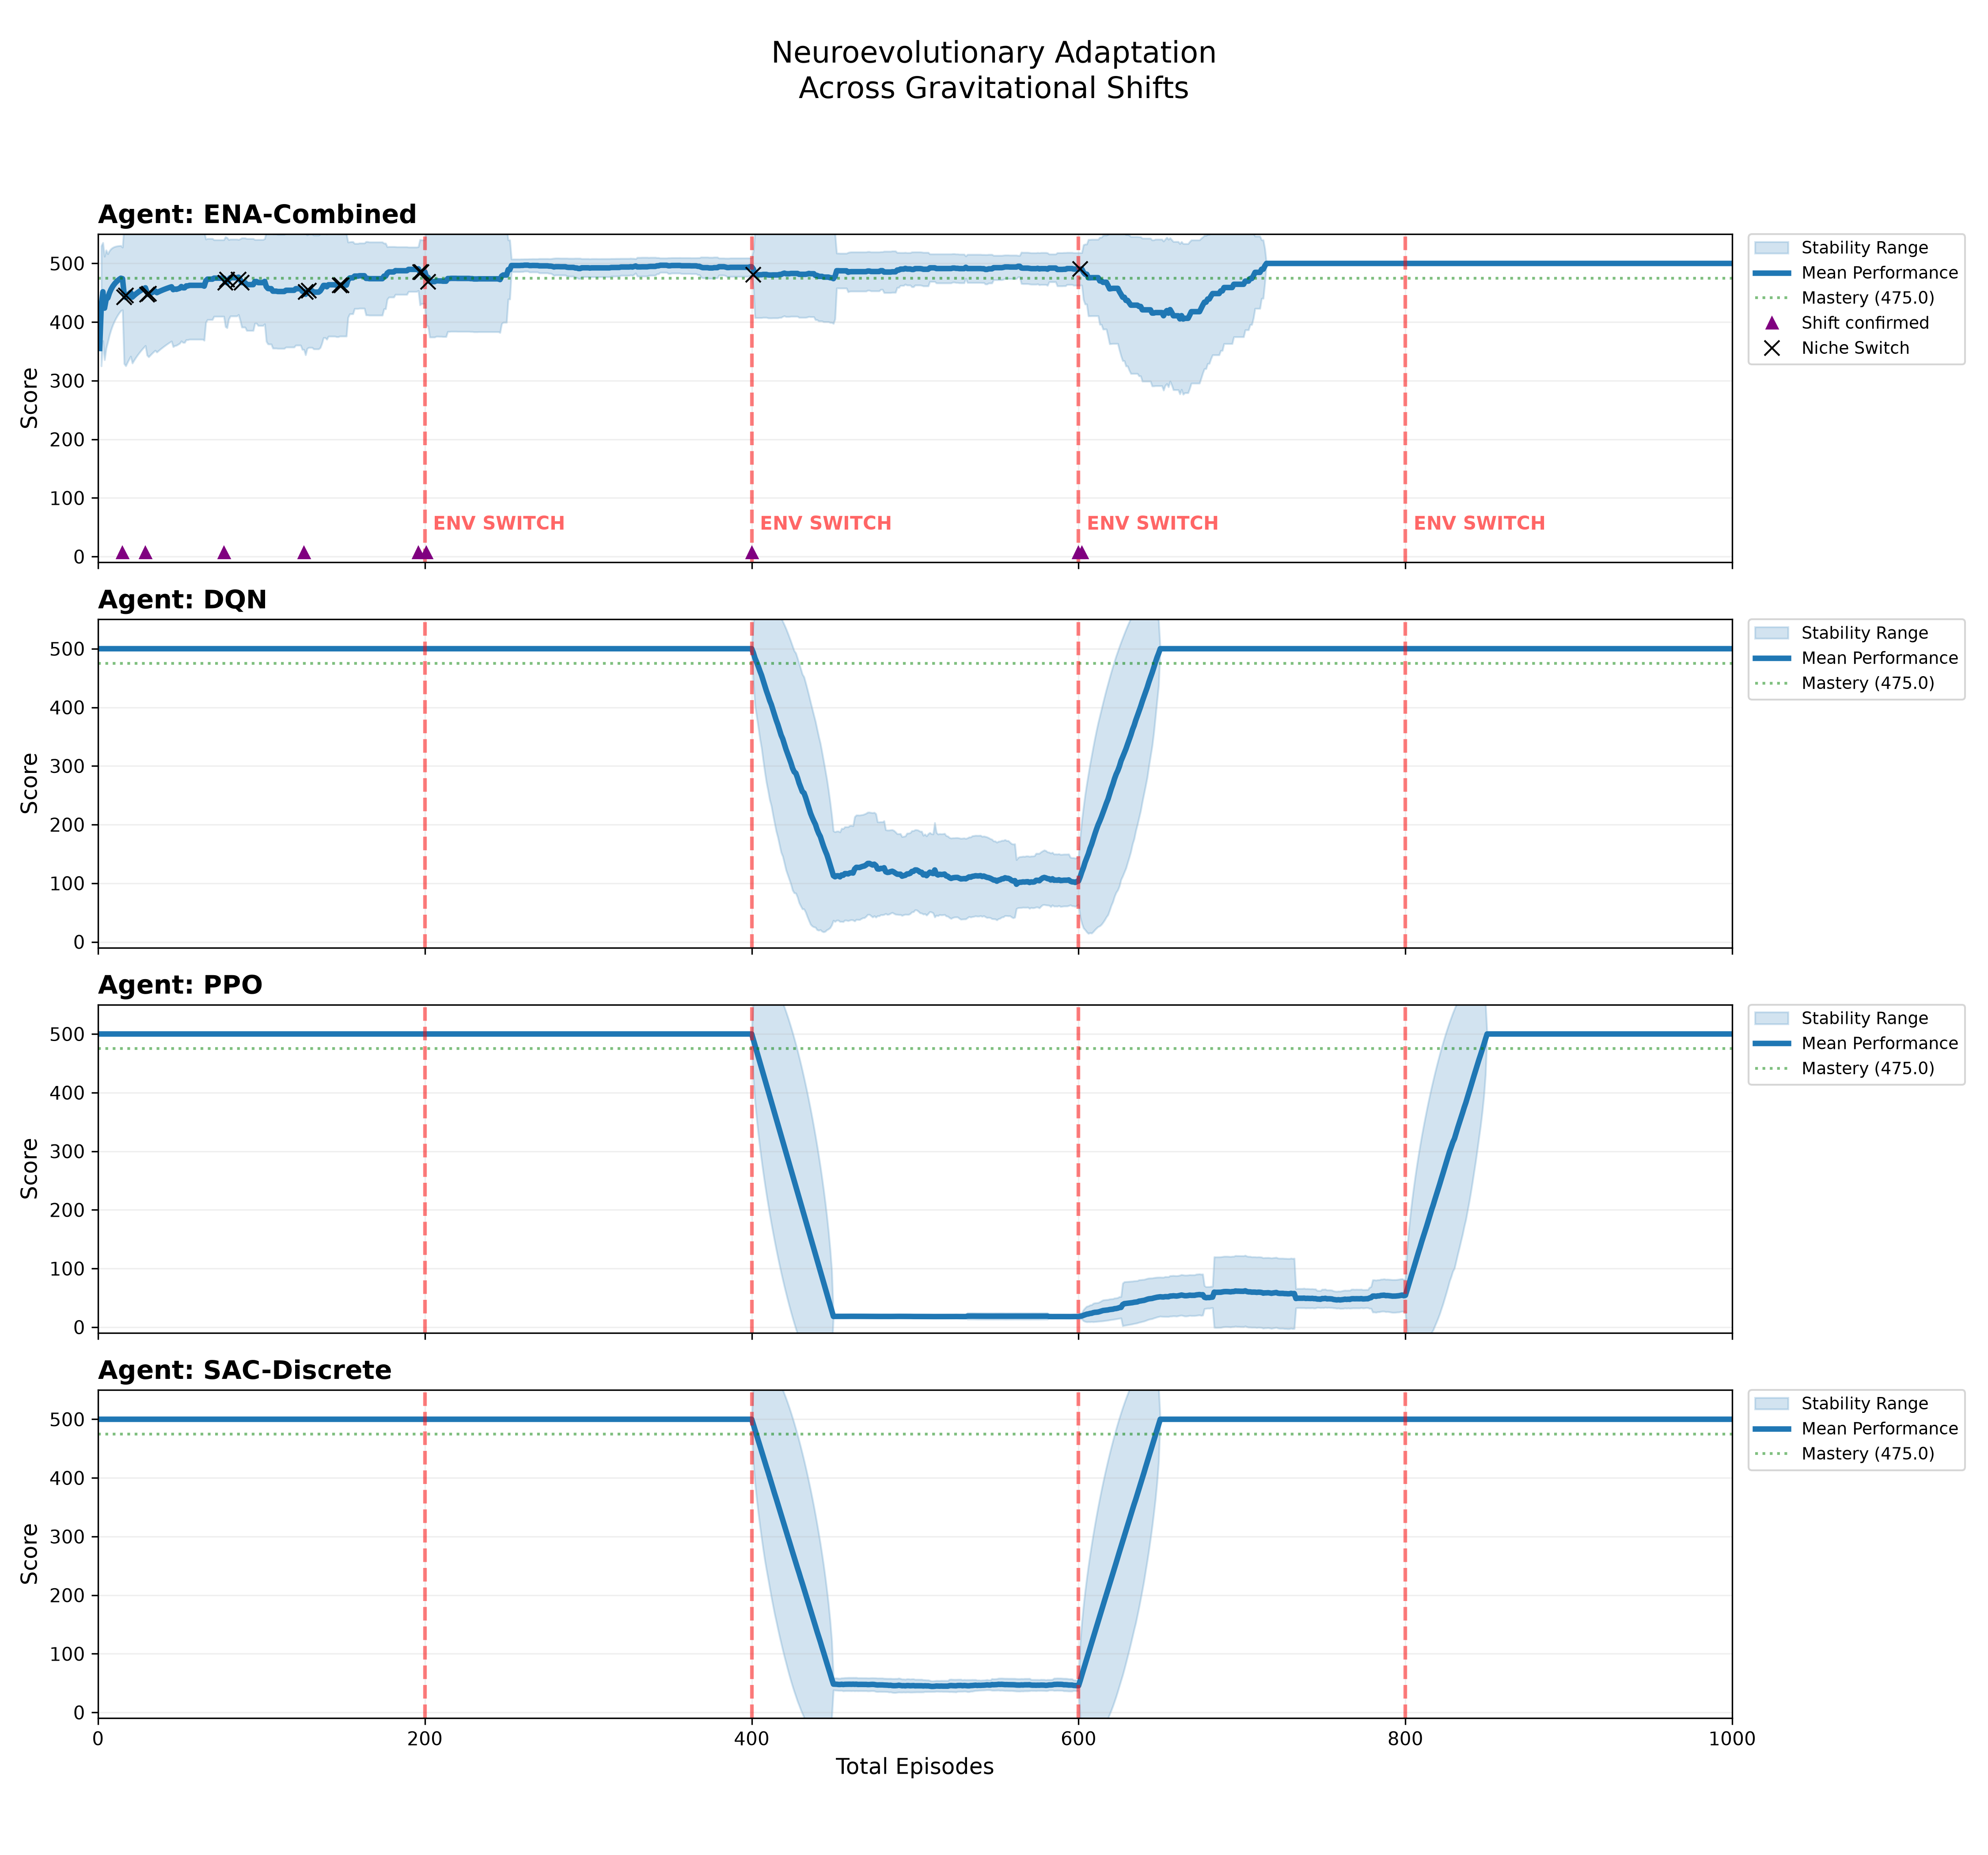 Neuroevolutionary Adaptation
Across Gravitational Shifts
Agent: ENA-Combined
Score
500
400
300
200
100
0
ENV SWITCH
ENV SWITCH
ENV SWITCH
ENV SWITCH
Stability Range
Mean Performance
Mastery (475.0)
Shift confirmed
Niche Switch
Agent: DQN
Score
500
400
300
200
100
0
Stability Range
Mean Performance
Mastery (475.0)
Agent: PPO
Score
500
400
300
200
100
0
Stability Range
Mean Performance
Mastery (475.0)
Agent: SAC-Discrete
Score
500
400
300
200
100
0
Stability Range
Mean Performance
Mastery (475.0)
0
200
400
600
800
1000
Total Episodes